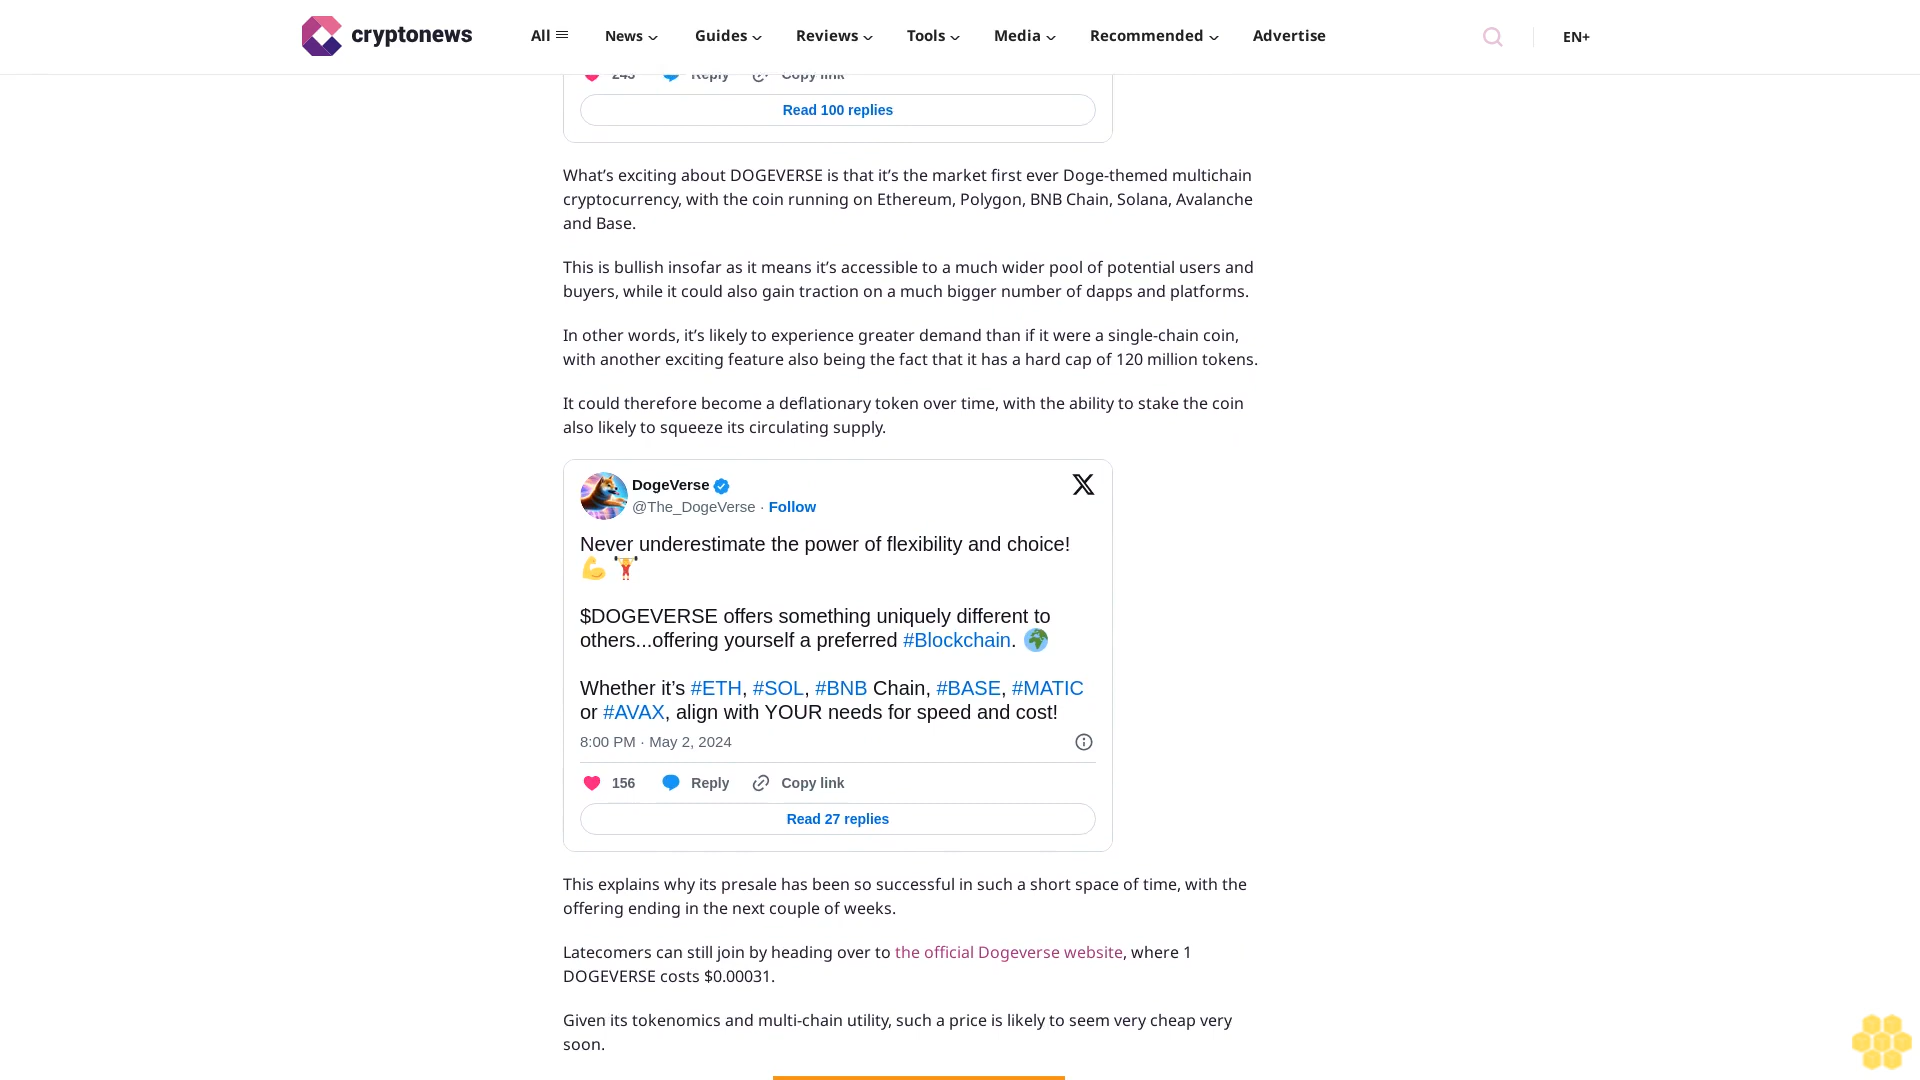 cryptonews
All
News
Guides
Reviews
Tools
Media
Recommended
Advertise
EN+
243 Reply Copy link
Read 100 replies
What’s exciting about DOGEVERSE is that it’s the market first ever Doge-themed multichain
cryptocurrency, with the coin running on Ethereum, Polygon, BNB Chain, Solana, Avalanche
and Base.
This is bullish insofar as it means it’s accessible to a much wider pool of potential users and
buyers, while it could also gain traction on a much bigger number of dapps and platforms.
In other words, it’s likely to experience greater demand than if it were a single-chain coin,
with another exciting feature also being the fact that it has a hard cap of 120 million tokens.
It could therefore become a deflationary token over time, with the ability to stake the coin
also likely to squeeze its circulating supply.
DogeVerse
@The_DogeVerse · Follow
Never underestimate the power of flexibility and choice!
💪 🏋
$DOGEVERSE offers something uniquely different to
others...offering yourself a preferred #Blockchain. 🌍
Whether it’s #ETH, #SOL, #BNB Chain, #BASE, #MATIC
or #AVAX, align with YOUR needs for speed and cost!
8:00 PM · May 2, 2024
156 Reply Copy link
Read 27 replies
This explains why its presale has been so successful in such a short space of time, with the
offering ending in the next couple of weeks.
Latecomers can still join by heading over to the official Dogeverse website, where 1
DOGEVERSE costs $0.00031.
Given its tokenomics and multi-chain utility, such a price is likely to seem very cheap very
soon.